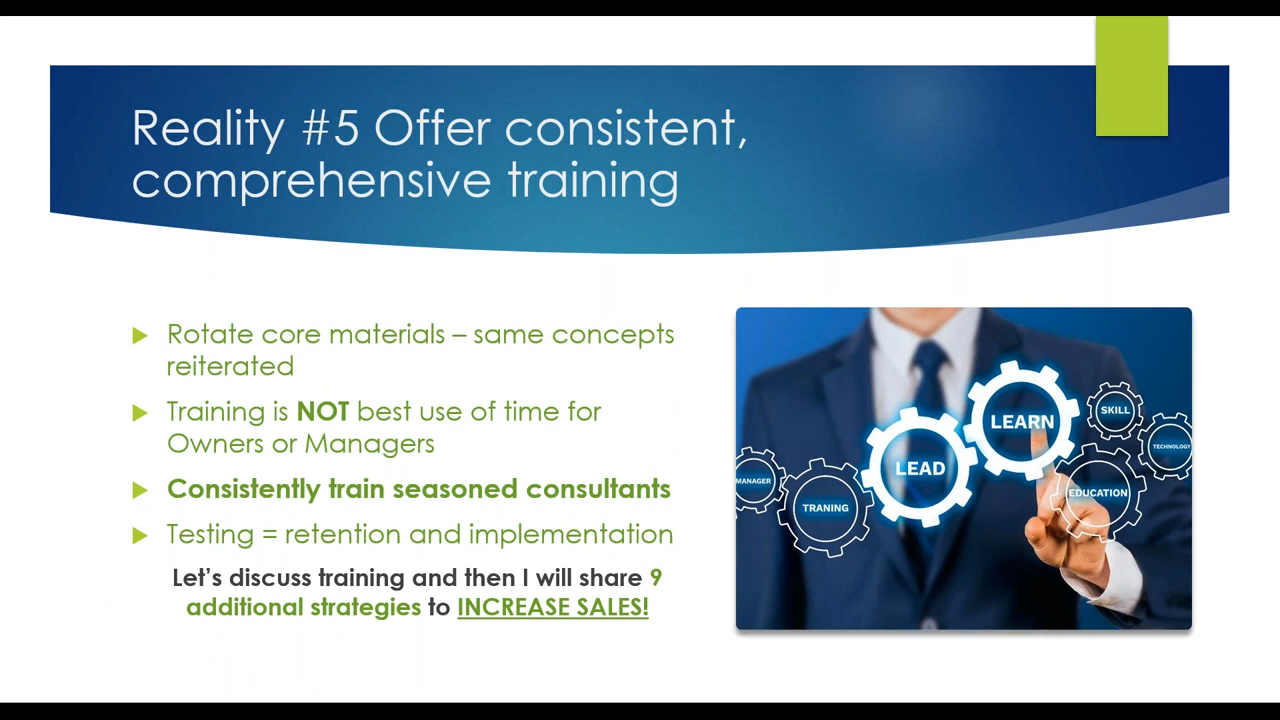 Reality #5 Offer consistent,
comprehensive training
Rotate core materials – same concepts
reiterated
Training is NOT best use of time for
Owners or Managers
Consistently train seasoned consultants
Testing = retention and implementation
Let’s discuss training and then I will share 9
additional strategies to INCREASE SALES!
MANAGER
TRANING
LEAD
LEARN
SKILL
TECHNOLOGY
EDUCATION